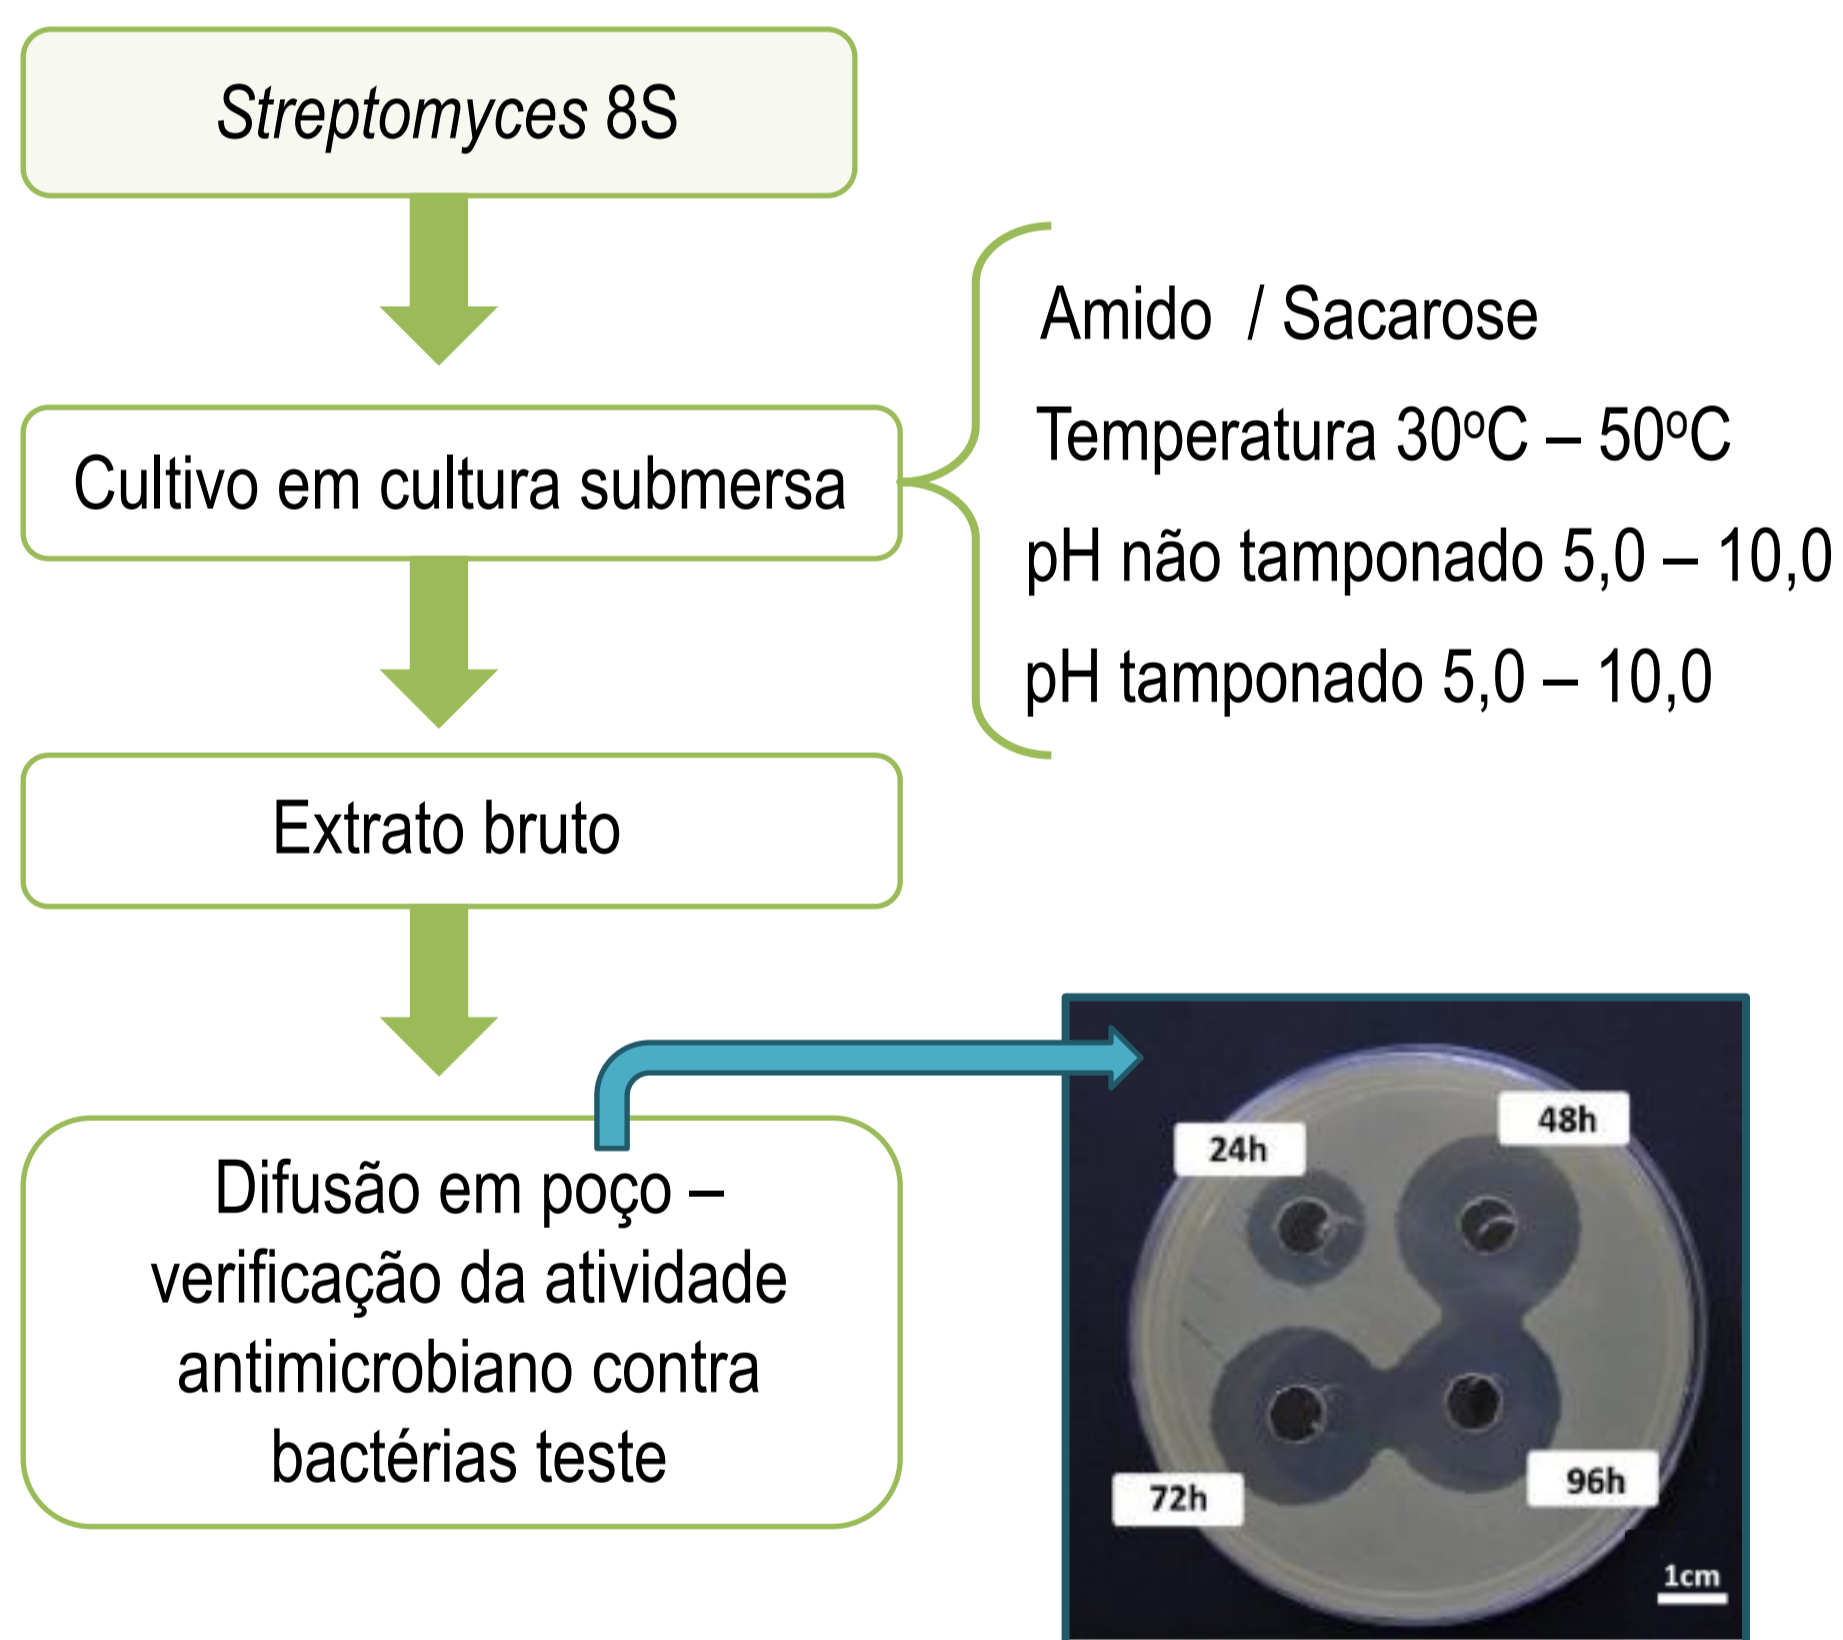 Streptomyces 8S
Cultivo em cultura submersa
Amido / Sacarose
Temperatura 30ºC – 50ºC
pH não tamponado 5,0 – 10,0
pH tamponado 5,0 – 10,0
Extrato bruto
Difusão em poço –
verificação da atividade
antimicrobiano contra
bactérias teste
24h
48h
72h
96h
1cm